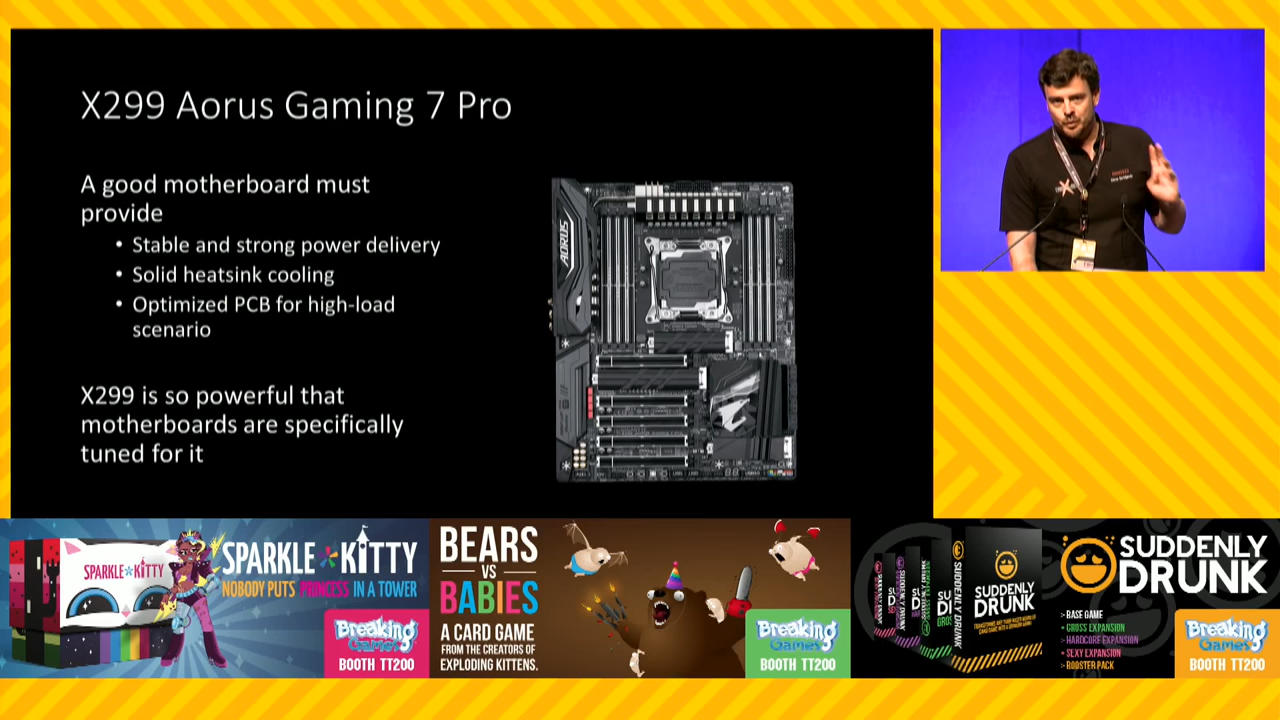 X299 Aorus Gaming 7 Pro
A good motherboard must
provide
• Stable and strong power delivery
• Solid heatsink cooling
• Optimized PCB for high-load
scenario
X299 is so powerful that
motherboards are specifically
tuned for it
AORUS
SPARKLE KITTY
SPARKLE KITTY
NOBODY PUTS PRINCESS IN A TOWER
Breaking
Games
BOOTH TT200
BEARS
VS
BABIES
A CARD GAME
FROM THE CREATORS OF
EXPLODING KITTENS.
Breaking
Games
BOOTH TT200
SUDDENLY DRUNK
SUDDENLY
DRUNK
SUDDENLY
DRUNK
> BASE GAME
> GROSS EXPANSION
> HARDCORE EXPANSION
> SEXY EXPANSION
> BOOSTER PACK
Breaking
Games
BOOTH TT200